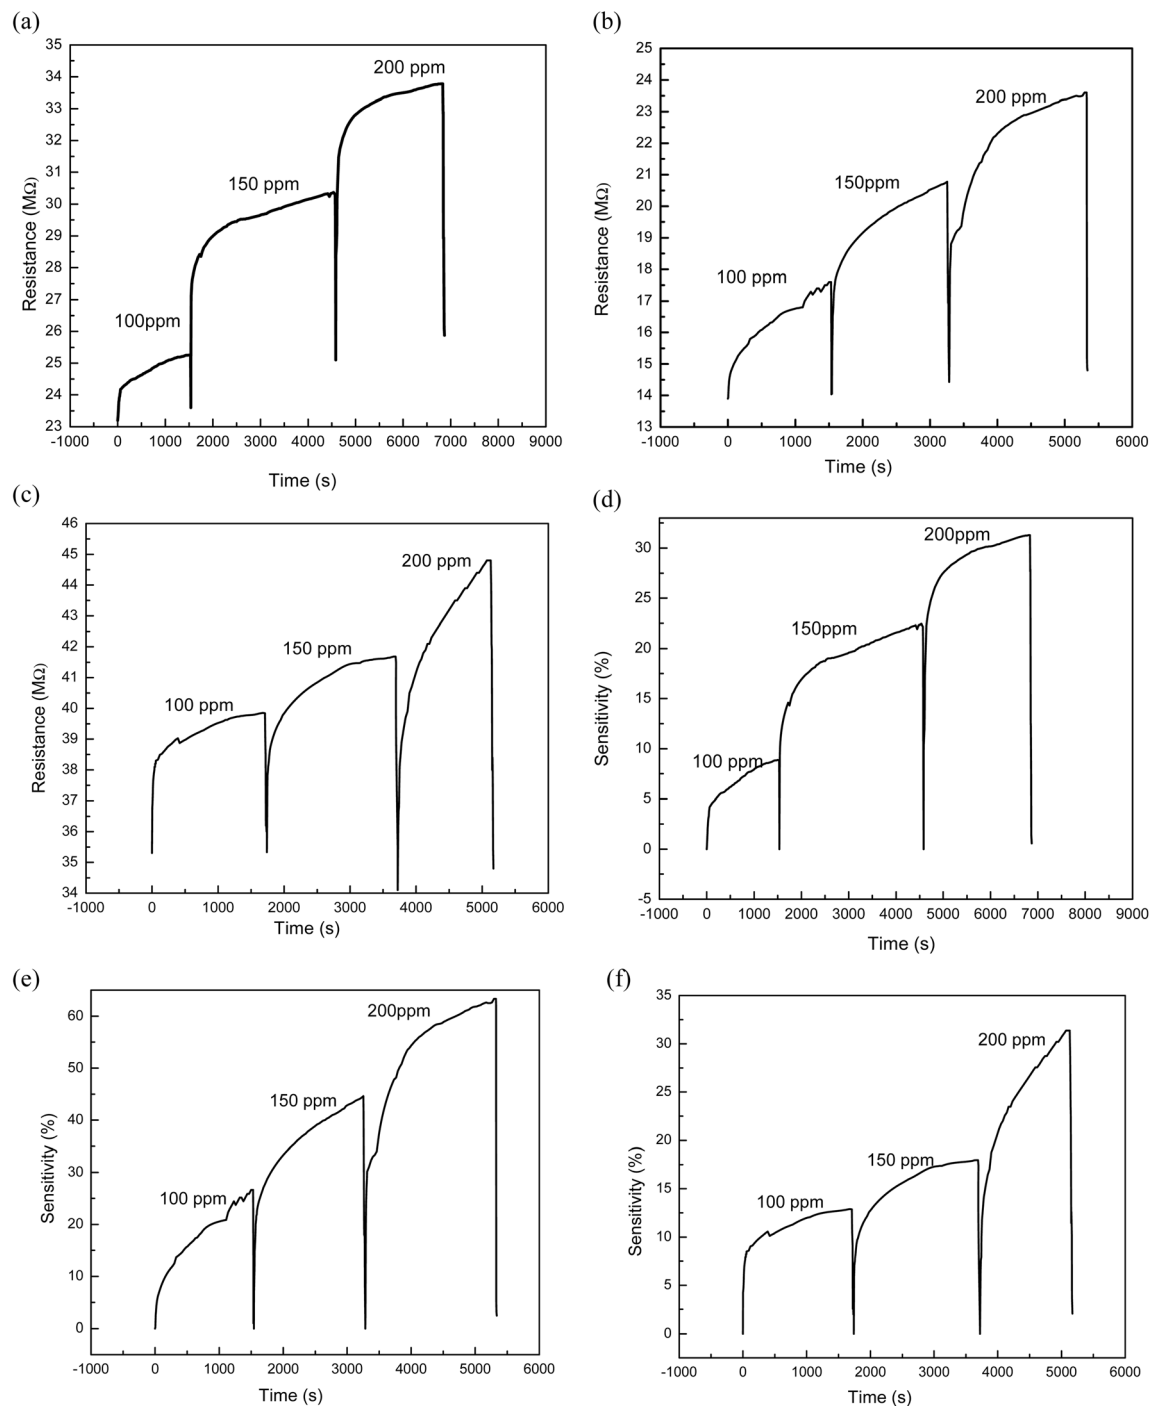 (a)
35
34
33
32
31
30
29
28
27
26
25
24
23
Resistance (MΩ)
200 ppm
150 ppm
100ppm
-1000 0 1000 2000 3000 4000 5000 6000 7000 8000 9000
Time (s)
(b)
25
24
23
22
21
20
19
18
17
16
15
14
13
Resistance (MΩ)
200 ppm
150ppm
100 ppm
-1000 0 1000 2000 3000 4000 5000 6000
Time (s)
(c)
46
45
44
43
42
41
40
39
38
37
36
35
34
Resistance (MΩ)
200 ppm
150 ppm
100 ppm
-1000 0 1000 2000 3000 4000 5000 6000
Time (s)
(d)
30
25
20
15
10
5
0
-5
Sensitivity (%)
200ppm
150ppm
100 ppm
-1000 0 1000 2000 3000 4000 5000 6000 7000 8000 9000
Time (s)
(e)
60
50
40
30
20
10
0
Sensitivity (%)
200ppm
150 ppm
100 ppm
-1000 0 1000 2000 3000 4000 5000 6000
Time (s)
(f)
35
30
25
20
15
10
5
0
Sensitivity (%)
200 ppm
150 ppm
100 ppm
-1000 0 1000 2000 3000 4000 5000 6000
Time (s)